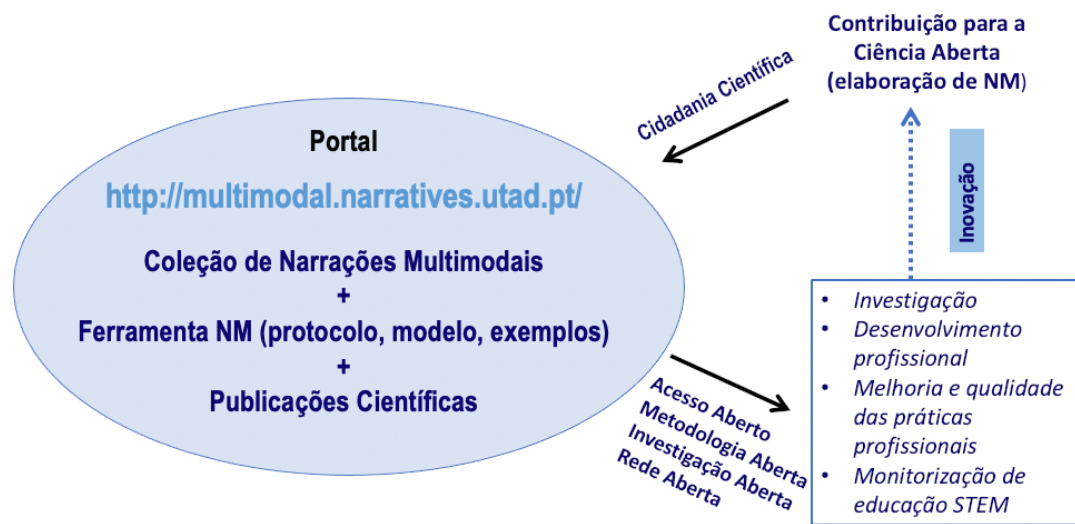 Portal
http://multimodal.narratives.utad.pt/
Coleção de Narrações Multimodais
+
Ferramenta NM (protocolo, modelo, exemplos)
+
Publicações Científicas
Acesso Aberto
Metodologia Aberta
Investigação Aberta
Rede Aberta
• Investigação
• Desenvolvimento
profissional
• Melhoria e qualidade
das práticas
profissionais
• Monitorização de
educação STEM
Inovação
Contribuição para a
Ciência Aberta
(elaboração de NM)
Cidadania Científica